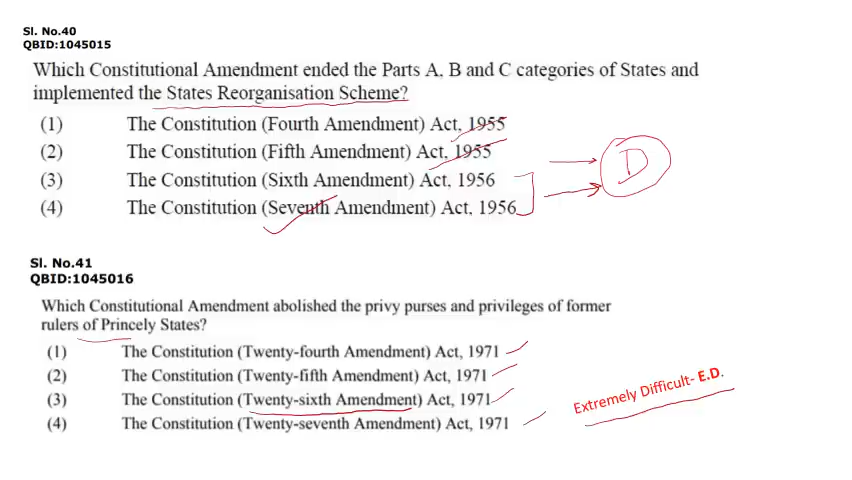 Sl. No.40
QBID:1045015
Which Constitutional Amendment ended the Parts A, B and C categories of States and
implemented the States Reorganisation Scheme?
(1) The Constitution (Fourth Amendment) Act, 1955
(2) The Constitution (Fifth Amendment) Act, 1955
(3) The Constitution (Sixth Amendment) Act, 1956
(4) The Constitution (Seventh Amendment) Act, 1956
D
Sl. No.41
QBID:1045016
Which Constitutional Amendment abolished the privy purses and privileges of former
rulers of Princely States?
(1) The Constitution (Twenty-fourth Amendment) Act, 1971
(2) The Constitution (Twenty-fifth Amendment) Act, 1971
(3) The Constitution (Twenty-sixth Amendment) Act, 1971
(4) The Constitution (Twenty-seventh Amendment) Act, 1971
Extremely Difficult- E.D.